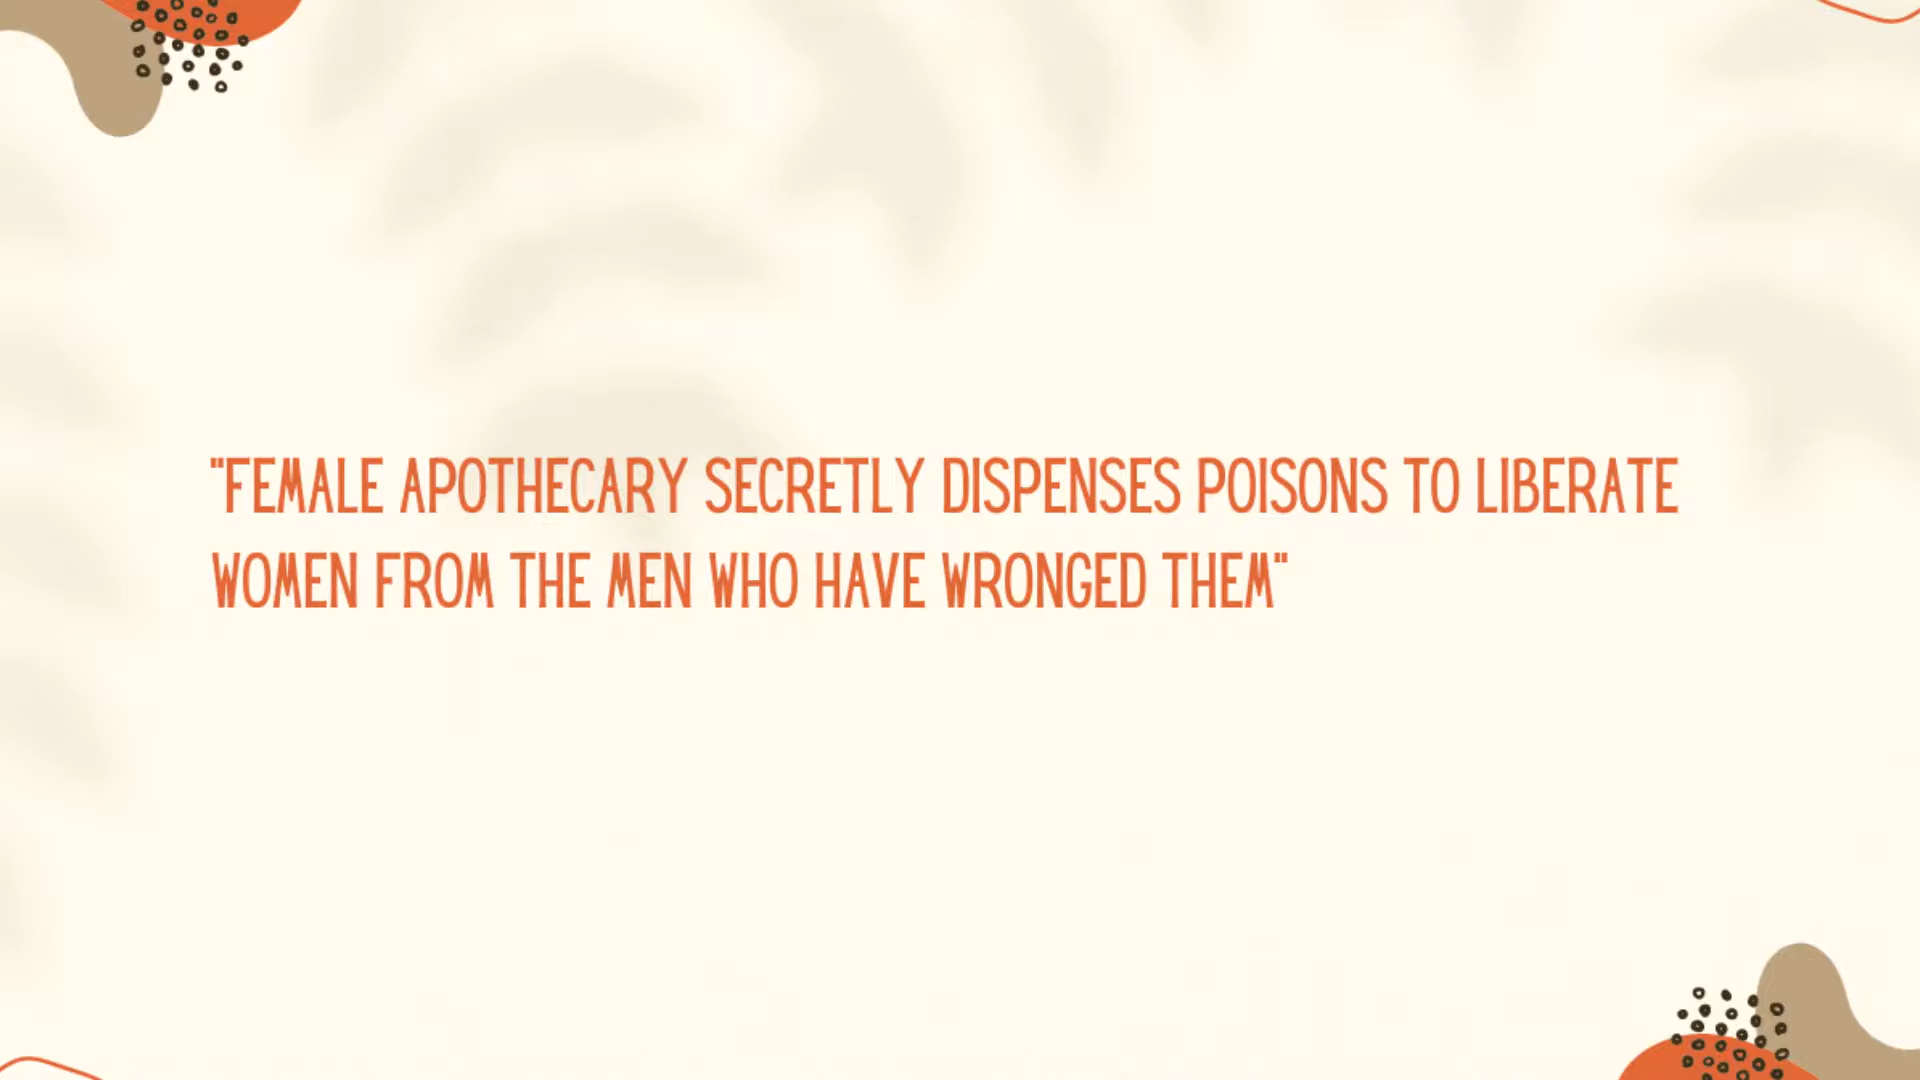 "FEMALE APOTHECARY SECRETLY DISPENSES POISONS TO LIBERATE
WOMEN FROM THE MEN WHO HAVE WRONGED THEM"